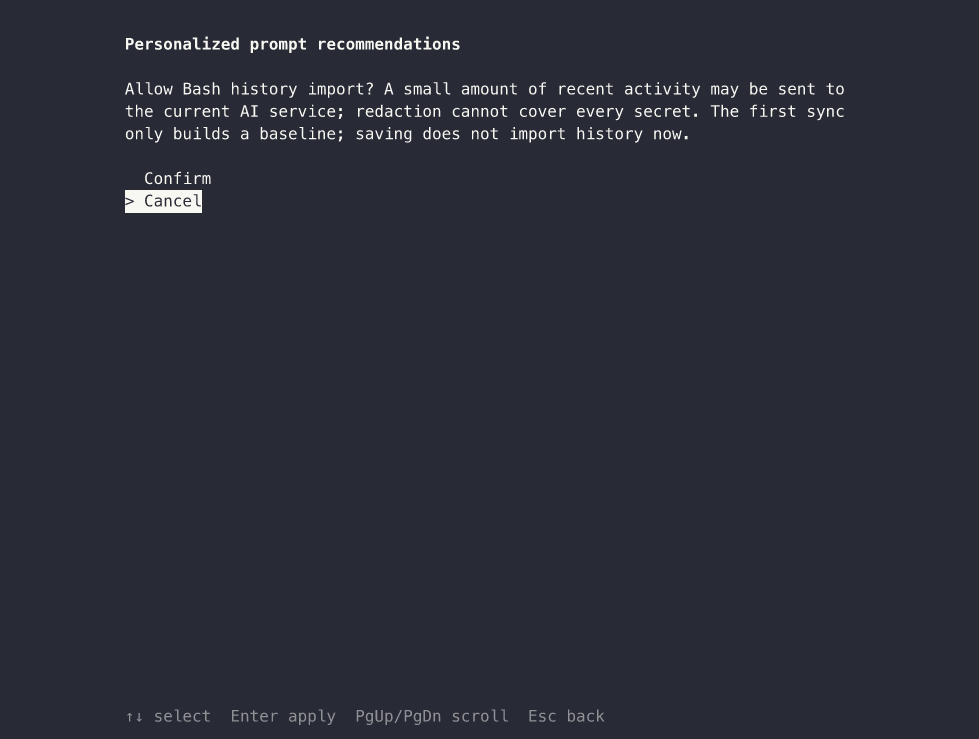 Personalized prompt recommendations
Allow Bash history import? A small amount of recent activity may be sent to
the current AI service; redaction cannot cover every secret. The first sync
only builds a baseline; saving does not import history now.
Confirm
> Cancel
↑↓ select  Enter apply  PgUp/PgDn scroll  Esc back